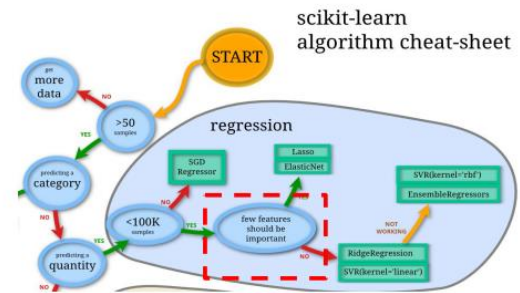 scikit-learn
algorithm cheat-sheet
START
get
more
data
NO
>50
samples
YES
predicting a
category
NO
YES
predicting a
quantity
NO
regression
SGD
Regressor
Lasso
ElasticNet
<100K
samples
NO
YES
few features
should be
important
YES
NO
SVR(kernel='rbf')
EnsembleRegressors
NOT
WORKING
RidgeRegression
SVR(kernel='linear')